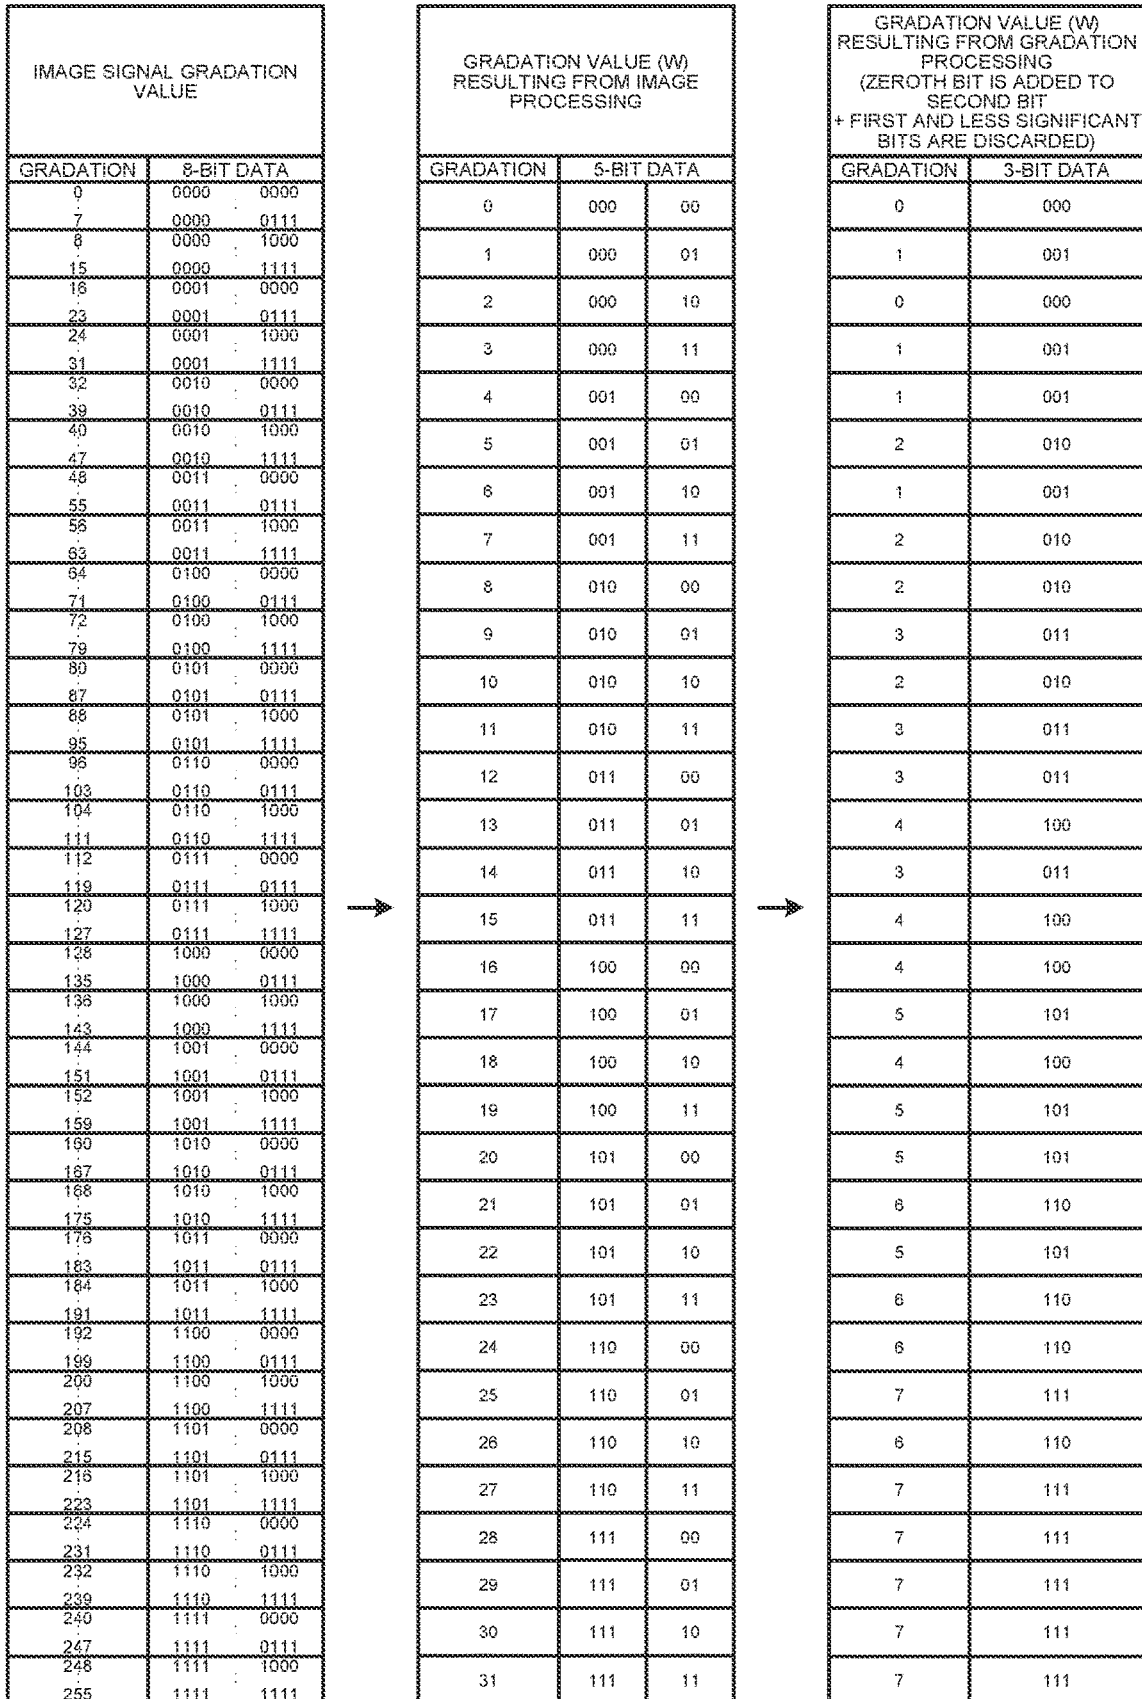 IMAGE SIGNAL GRADATION
VALUE
GRADATION 8-BIT DATA
0 0000 0000
:
7 0000 0111
8 0000 1000
:
15 0000 1111
16 0001 0000
:
23 0001 0111
24 0001 1000
:
31 0001 1111
32 0010 0000
:
39 0010 0111
40 0010 1000
:
47 0010 1111
48 0011 0000
:
55 0011 0111
56 0011 1000
:
63 0011 1111
64 0100 0000
:
71 0100 0111
72 0100 1000
:
79 0100 1111
80 0101 0000
:
87 0101 0111
88 0101 1000
:
95 0101 1111
96 0110 0000
:
103 0110 0111
104 0110 1000
:
111 0110 1111
112 0111 0000
:
119 0111 0111
120 0111 1000
:
127 0111 1111
128 1000 0000
:
135 1000 0111
136 1000 1000
:
143 1000 1111
144 1001 0000
:
151 1001 0111
152 1001 1000
:
159 1001 1111
160 1010 0000
:
167 1010 0111
168 1010 1000
:
175 1010 1111
176 1011 0000
:
183 1011 0111
184 1011 1000
:
191 1011 1111
192 1100 0000
:
199 1100 0111
200 1100 1000
:
207 1100 1111
208 1101 0000
:
215 1101 0111
216 1101 1000
:
223 1101 1111
224 1110 0000
:
231 1110 0111
232 1110 1000
:
239 1110 1111
240 1111 0000
:
247 1111 0111
248 1111 1000
:
255 1111 1111
GRADATION VALUE (W)
RESULTING FROM IMAGE
PROCESSING
GRADATION 5-BIT DATA
0 000 00
1 000 01
2 000 10
3 000 11
4 001 00
5 001 01
6 001 10
7 001 11
8 010 00
9 010 01
10 010 10
11 010 11
12 011 00
13 011 01
14 011 10
15 011 11
16 100 00
17 100 01
18 100 10
19 100 11
20 101 00
21 101 01
22 101 10
23 101 11
24 110 00
25 110 01
26 110 10
27 110 11
28 111 00
29 111 01
30 111 10
31 111 11
GRADATION VALUE (W)
RESULTING FROM GRADATION
PROCESSING
(ZEROTH BIT IS ADDED TO
SECOND BIT
+ FIRST AND LESS SIGNIFICANT
BITS ARE DISCARDED)
GRADATION 3-BIT DATA
0 000
1 001
0 000
1 001
1 001
2 010
1 001
2 010
2 010
3 011
2 010
3 011
3 011
4 100
3 011
4 100
4 100
5 101
4 100
5 101
5 101
6 110
5 101
6 110
6 110
7 111
6 110
7 111
7 111
7 111
7 111
7 111